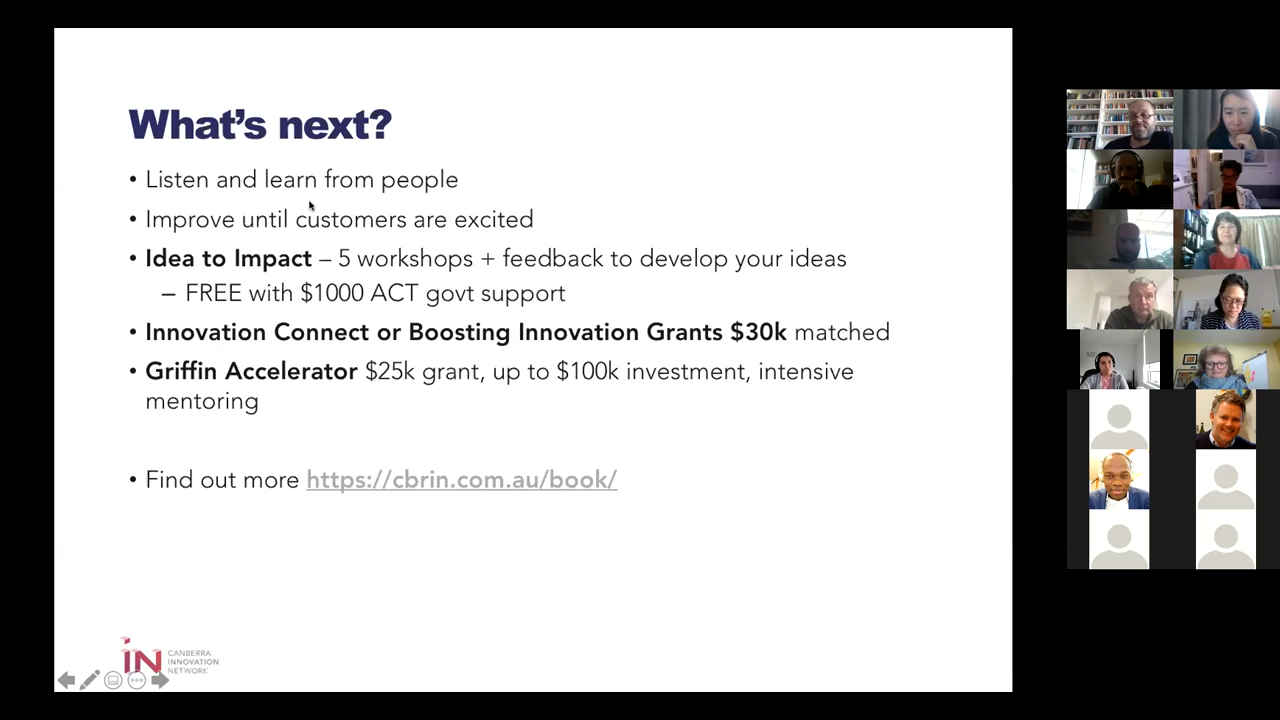 What's next?
• Listen and learn from people
• Improve until customers are excited
• Idea to Impact – 5 workshops + feedback to develop your ideas
– FREE with $1000 ACT govt support
• Innovation Connect or Boosting Innovation Grants $30k matched
• Griffin Accelerator $25k grant, up to $100k investment, intensive
mentoring
• Find out more https://cbrin.com.au/book/
iN
CANBERRA
INNOVATION
NETWORK